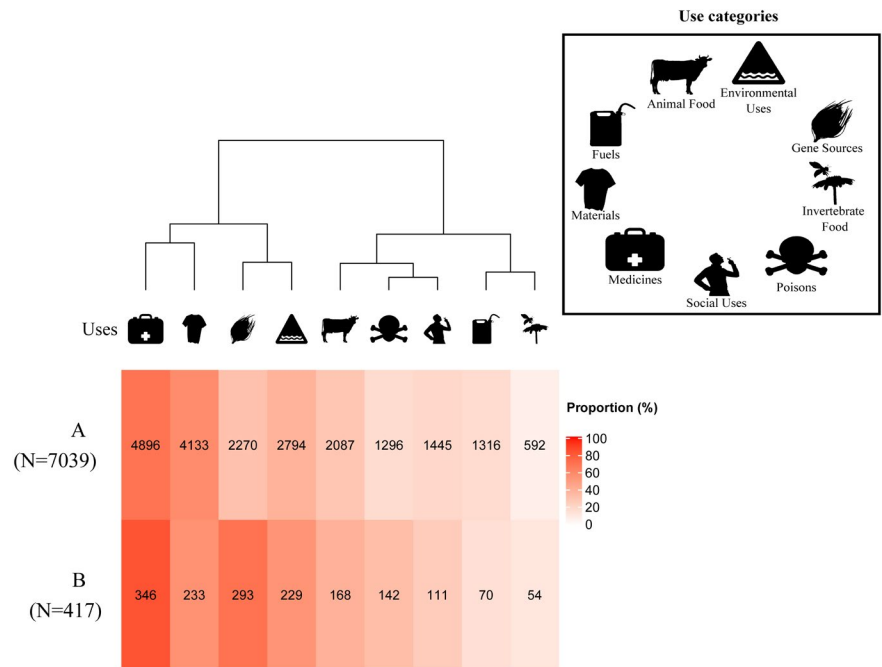 Use categories
Animal Food
Environmental
Uses
Fuels
Gene Sources
Materials
Invertebrate
Food
Medicines
Social Uses
Poisons
Uses
A
(N=7039)
4896 4133 2270 2794 2087 1296 1445 1316 592
B
(N=417)
346 233 293 229 168 142 111 70 54
Proportion (%)
100
80
60
40
20
0